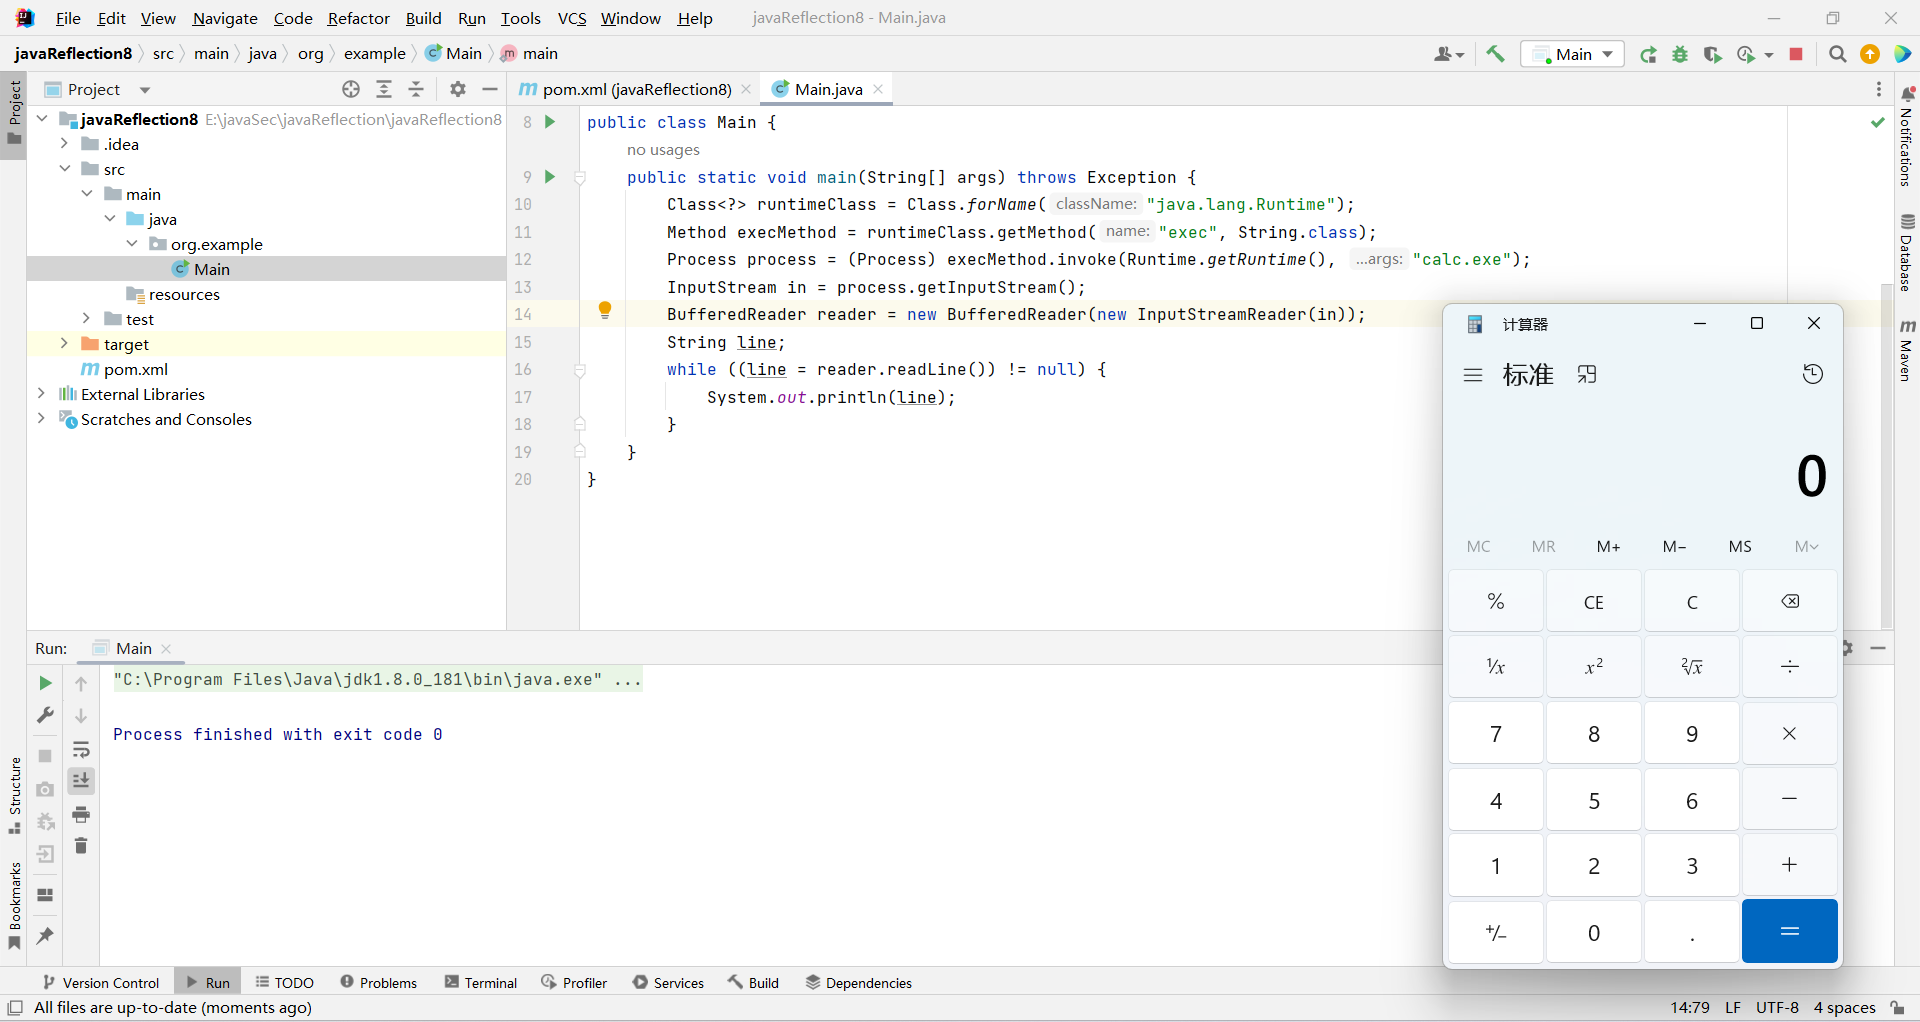 File Edit View Navigate Code Refactor Build Run Tools VCS Window Help javaReflection8 - Main.java
javaReflection8 src main java org example Main main
Main
Project
pom.xml (javaReflection8) Main.java
Project
javaReflection8 E:\javaSec\javaReflection\javaReflection8
.idea
src
main
java
org.example
Main
resources
test
target
pom.xml
External Libraries
Scratches and Consoles
8 public class Main {
no usages
9 public static void main(String[] args) throws Exception {
10 Class<?> runtimeClass = Class.forName( className: "java.lang.Runtime");
11 Method execMethod = runtimeClass.getMethod( name: "exec", String.class);
12 Process process = (Process) execMethod.invoke(Runtime.getRuntime(), ...args: "calc.exe");
13 InputStream in = process.getInputStream();
14 BufferedReader reader = new BufferedReader(new InputStreamReader(in));
15 String line;
16 while ((line = reader.readLine()) != null) {
17 System.out.println(line);
18 }
19 }
20 }
Notifications
Database
Maven
计算器
标准
0
MC MR M+ M− MS M
% CE C
1/x x² ²√x ÷
7 8 9 ×
4 5 6 −
1 2 3 +
+/− 0 . =
Run: Main
"C:\Program Files\Java\jdk1.8.0_181\bin\java.exe" ...
Process finished with exit code 0
Structure
Bookmarks
Version Control Run TODO Problems Terminal Profiler Services Build Dependencies
All files are up-to-date (moments ago)
14:79 LF UTF-8 4 spaces